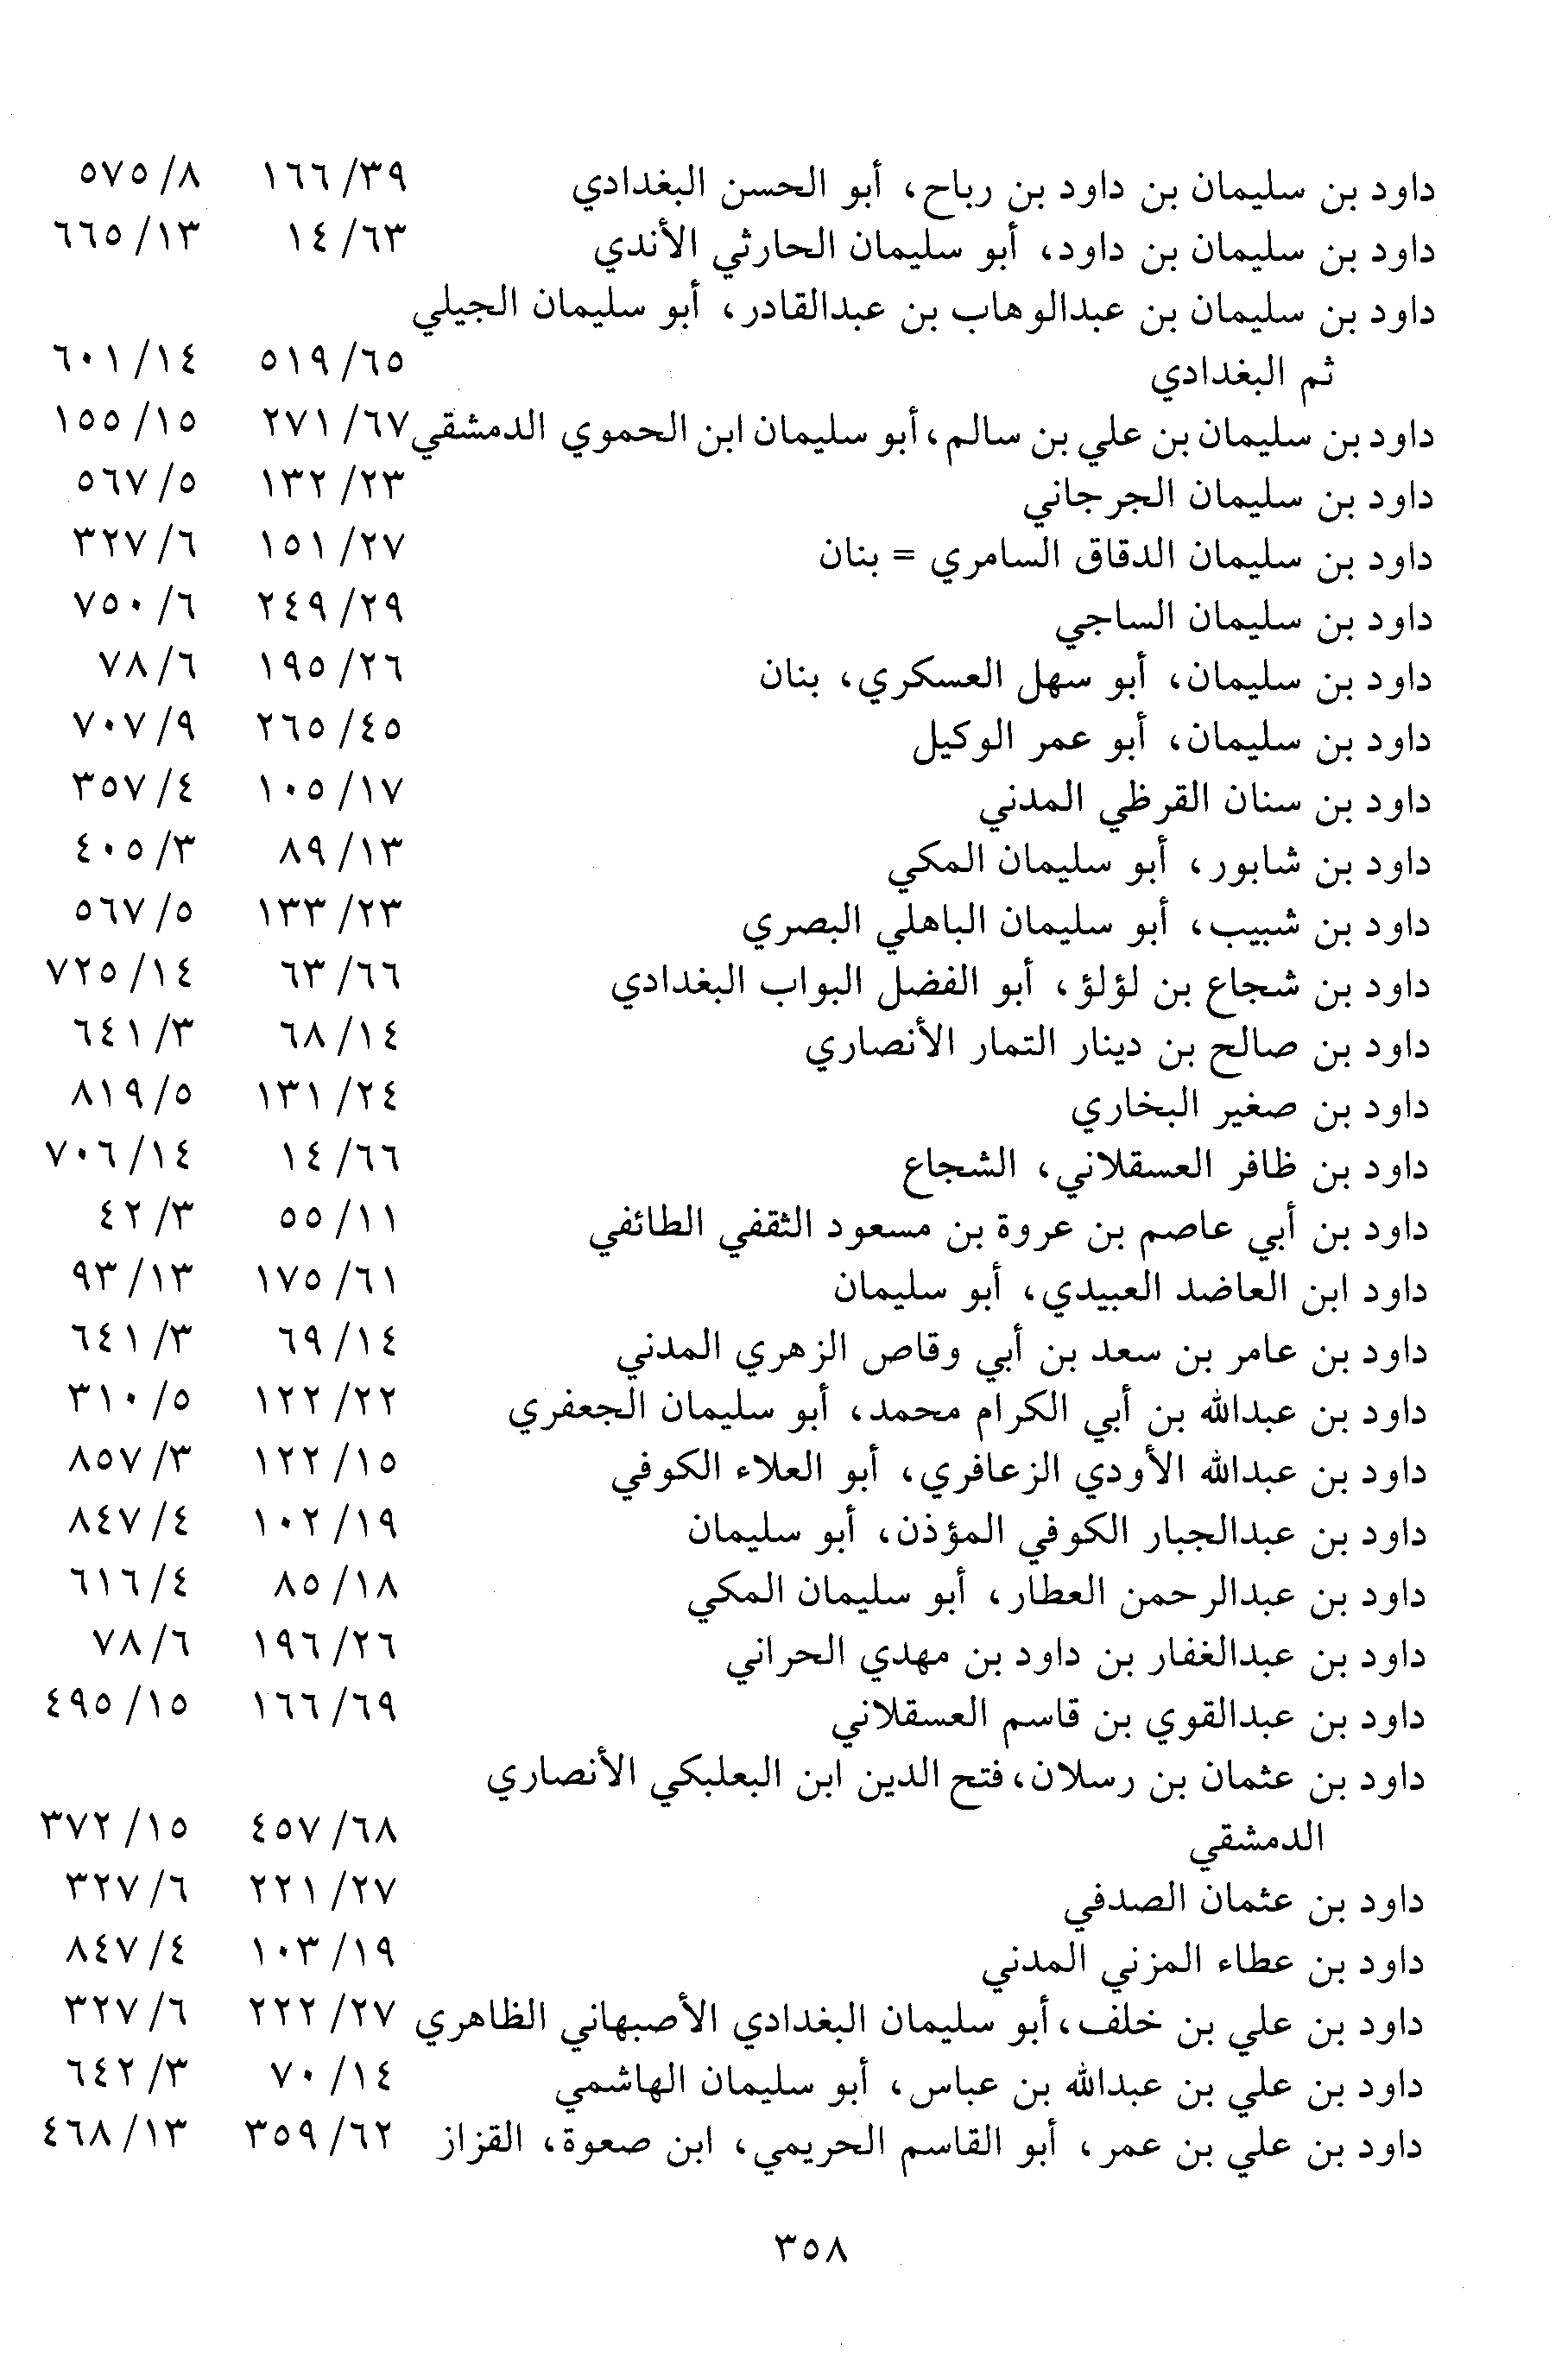 داود بن سليمان بن داود بن رباح، أبو الحسن البغدادي ٣٩/ ١٦٦ ٨/ ٥٧٥
داود بن سليمان بن داود، أبو سليمان الحارثي الأندي ٦٣/ ١٤ ١٣/ ٦٦٥
داود بن سليمان بن عبدالوهاب بن عبدالقادر، أبو سليمان الجيلي
ثم البغدادي ٦٥/ ٥١٩ ١٤/ ٦٠١
داود بن سليمان بن علي بن سالم، أبو سليمان ابن الحموي الدمشقي ٦٧/ ٢٧١ ١٥/ ١٥٥
داود بن سليمان الجرجاني ٢٣/ ١٣٢ ٥/ ٥٦٧
داود بن سليمان الدقاق السامري = بنان ٢٧/ ١٥١ ٦/ ٣٢٧
داود بن سليمان الساجي ٢٩/ ٢٤٩ ٦/ ٧٥٠
داود بن سليمان، أبو سهل العسكري، بنان ٢٦/ ١٩٥ ٦/ ٧٨
داود بن سليمان، أبو عمر الوكيل ٤٥/ ٢٦٥ ٩/ ٧٠٧
داود بن سنان القرظي المدني ١٧/ ١٠٥ ٤/ ٣٥٧
داود بن شابور، أبو سليمان المكي ١٣/ ٨٩ ٣/ ٤٠٥
داود بن شبيب، أبو سليمان الباهلي البصري ٢٣/ ١٣٣ ٥/ ٥٦٧
داود بن شجاع بن لؤلؤ، أبو الفضل البواب البغدادي ٦٦/ ٦٣ ١٤/ ٧٢٥
داود بن صالح بن دينار التمار الأنصاري ١٤/ ٦٨ ٣/ ٦٤١
داود بن صغير البخاري ٢٤/ ١٣١ ٥/ ٨١٩
داود بن ظافر العسقلاني، الشجاع ٦٦/ ١٤ ١٤/ ٧٠٦
داود بن أبي عاصم بن عروة بن مسعود الثقفي الطائفي ١١/ ٥٥ ٣/ ٤٢
داود ابن العاضد العبيدي، أبو سليمان ٦١/ ١٧٥ ١٣/ ٩٣
داود بن عامر بن سعد بن أبي وقاص الزهري المدني ١٤/ ٦٩ ٣/ ٦٤١
داود بن عبدالله بن أبي الكرام محمد، أبو سليمان الجعفري ٢٢/ ١٢٢ ٥/ ٣١٠
داود بن عبدالله الأودي الزعافري، أبو العلاء الكوفي ١٥/ ١٢٢ ٣/ ٨٥٧
داود بن عبدالجبار الكوفي المؤذن، أبو سليمان ١٩/ ١٠٢ ٤/ ٨٤٧
داود بن عبدالرحمن العطار، أبو سليمان المكي ١٨/ ٨٥ ٤/ ٦١٦
داود بن عبدالغفار بن داود بن مهدي الحراني ٢٦/ ١٩٦ ٦/ ٧٨
داود بن عبدالقوي بن قاسم العسقلاني ٦٩/ ١٦٦ ١٥/ ٤٩٥
داود بن عثمان بن رسلان، فتح الدين ابن البعلبكي الأنصاري
الدمشقي ٦٨/ ٤٥٧ ١٥/ ٣٧٢
داود بن عثمان الصدفي ٢٧/ ٢٢١ ٦/ ٣٢٧
داود بن عطاء المزني المدني ١٩/ ١٠٣ ٤/ ٨٤٧
داود بن علي بن خلف، أبو سليمان البغدادي الأصبهاني الظاهري ٢٧/ ٢٢٢ ٦/ ٣٢٧
داود بن علي بن عبدالله بن عباس، أبو سليمان الهاشمي ١٤/ ٧٠ ٣/ ٦٤٢
داود بن علي بن عمر، أبو القاسم الحريمي، ابن صعوة، القزاز ٦٢/ ٣٥٩ ١٣/ ٤٦٨
٣٥٨